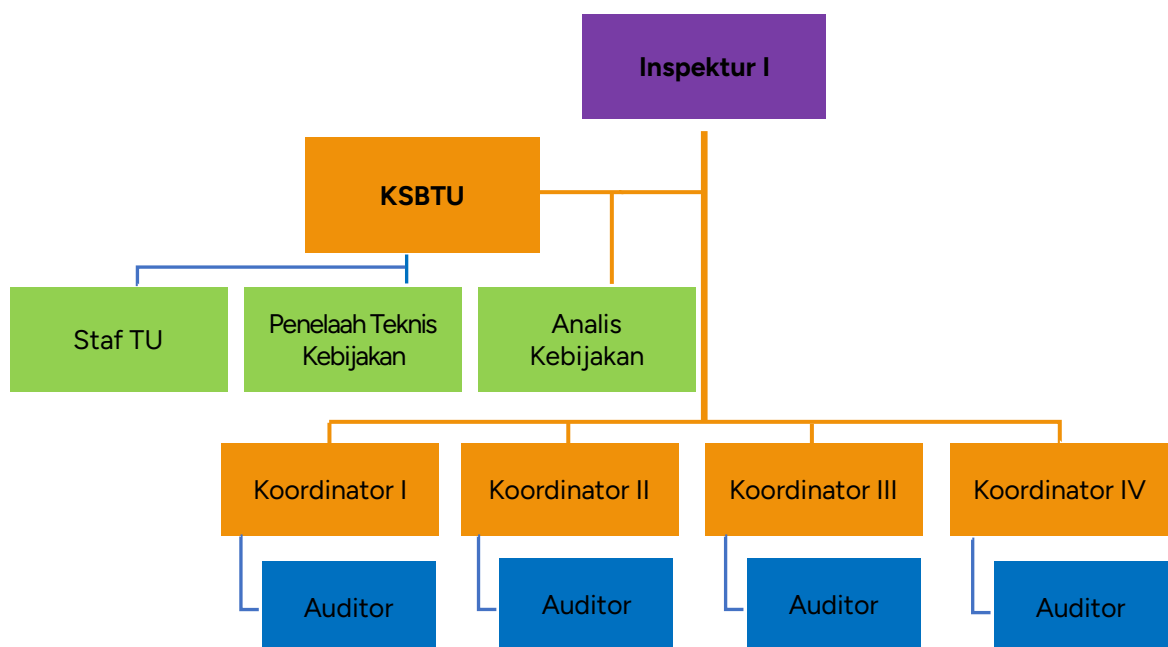 Inspektur I
KSBTU
Staf TU
Penelaah Teknis
Kebijakan
Analis
Kebijakan
Koordinator I
Koordinator II
Koordinator III
Koordinator IV
Auditor
Auditor
Auditor
Auditor